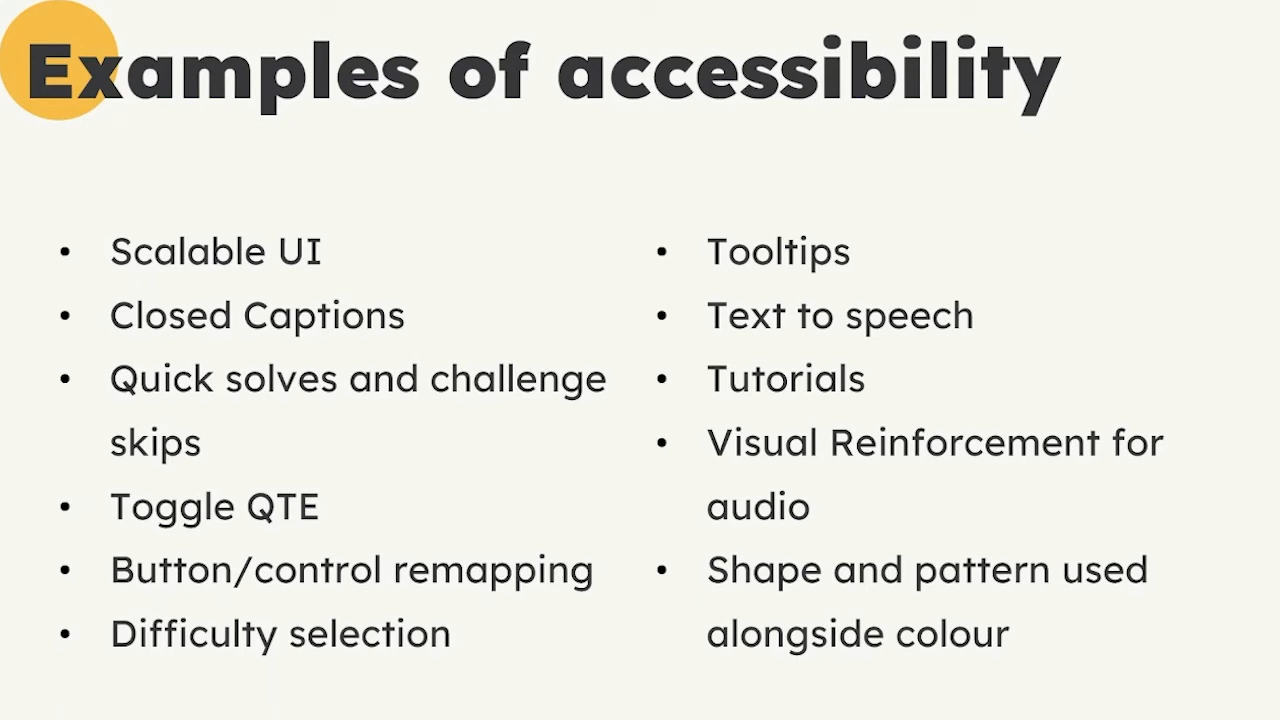 Examples of accessibility
• Scalable UI
• Closed Captions
• Quick solves and challenge
skips
• Toggle QTE
• Button/control remapping
• Difficulty selection
• Tooltips
• Text to speech
• Tutorials
• Visual Reinforcement for
audio
• Shape and pattern used
alongside colour